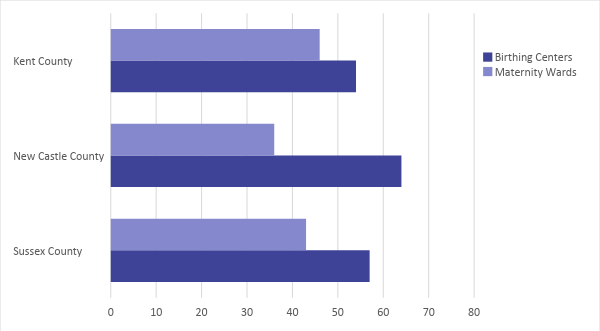 Kent County
New Castle County
Sussex County
0 10 20 30 40 50 60 70 80
Birthing Centers
Maternity Wards